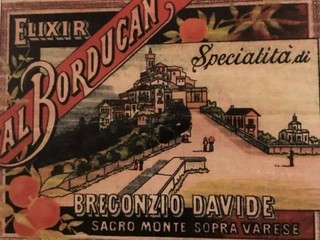 ELIXIR
AL BORDUCAN
Specialità di
BREGONZIO DAVIDE
SACRO MONTE SOPRA VARESE